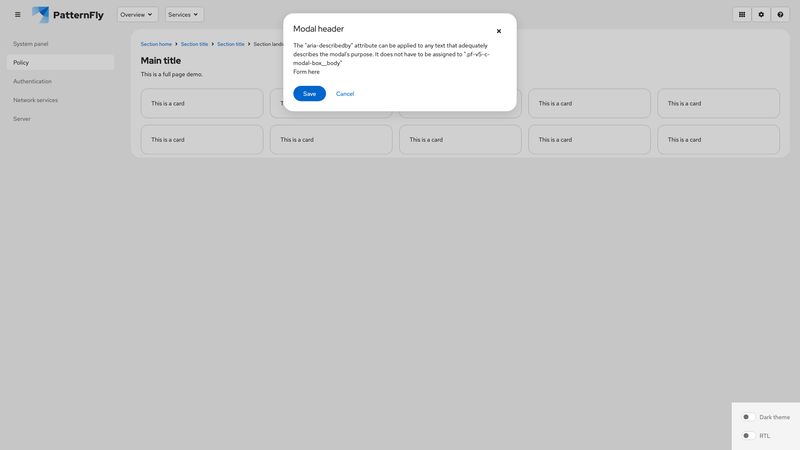 PatternFly
Overview
Services
System panel
Policy
Authentication
Network services
Server
Section home
Section title
Section title
Section landi
Main title
This is a full page demo.
This is a card
This is a card
This is a card
This is a card
This is a card
This is a card
This is a card
This is a card
Modal header
The "aria-describedby" attribute can be applied to any text that adequately
describes the modal's purpose. It does not have to be assigned to ".pf-v5-c-
modal-box__body"
Form here
Save
Cancel
Dark theme
RTL